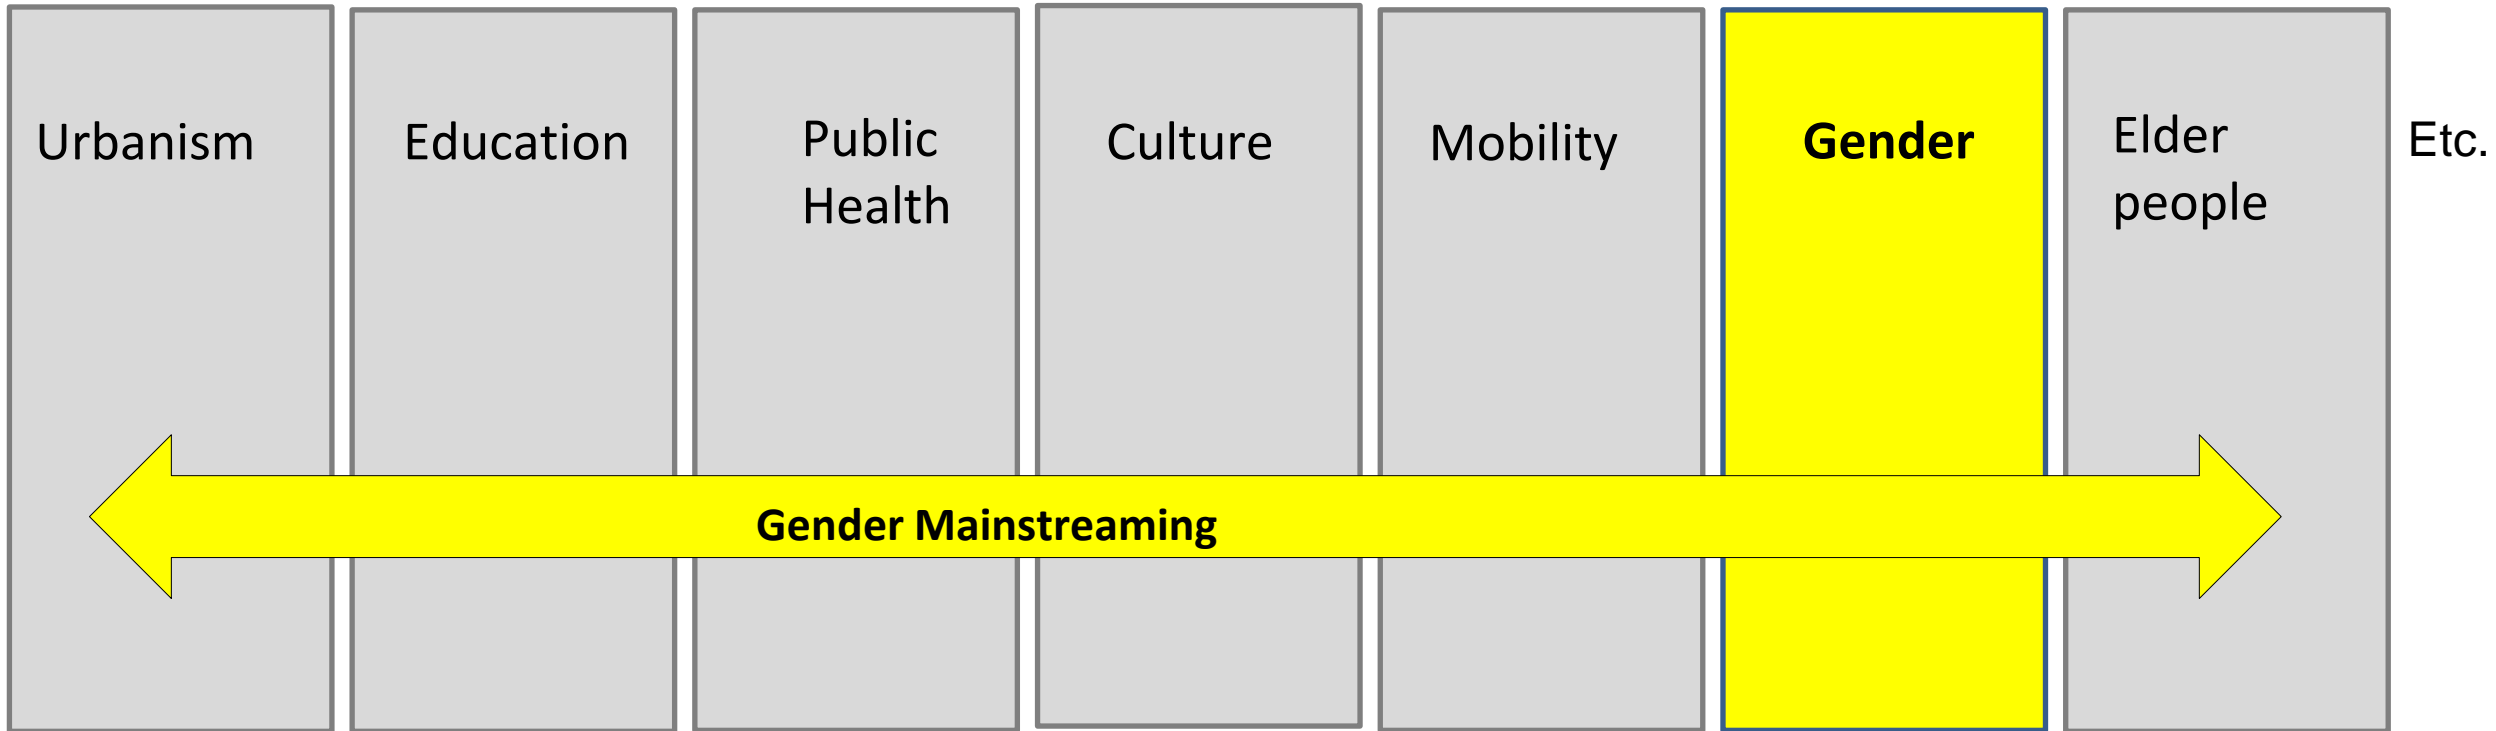 Urbanism
Education
Public
Health
Culture
Mobility
Gender
Elder
people
Etc.
Gender Mainstreaming